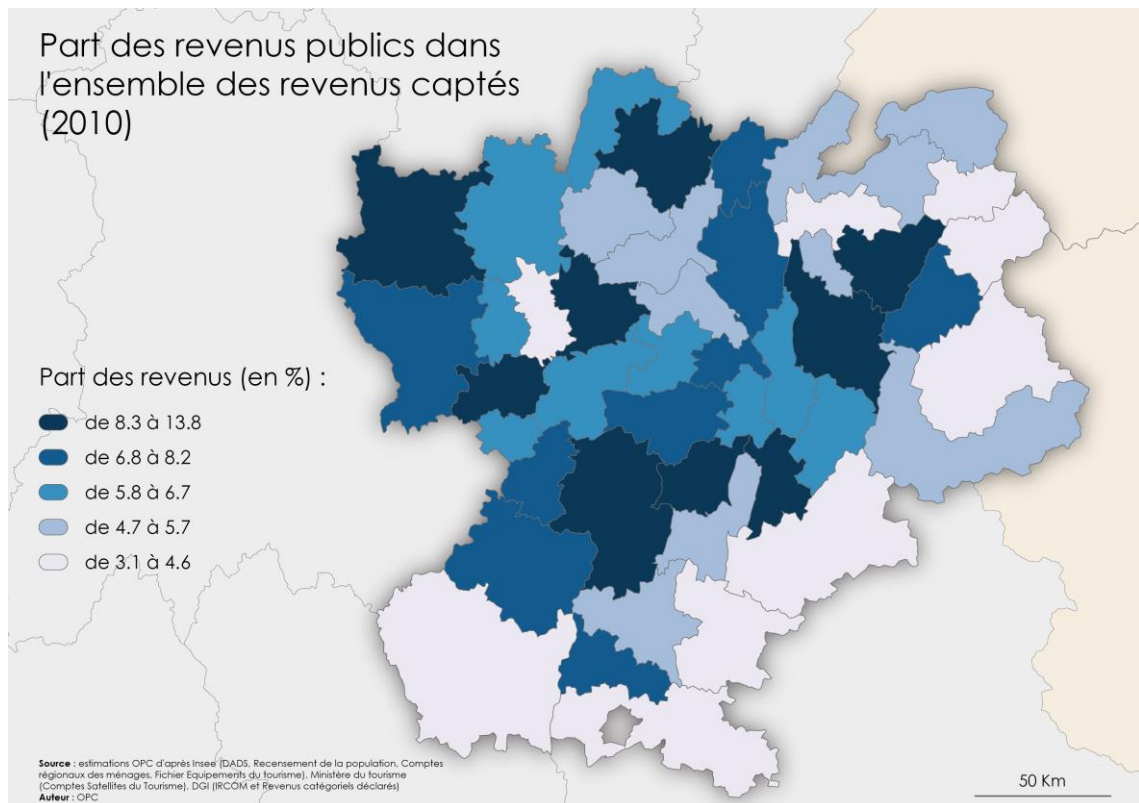 Part des revenus publics dans
l'ensemble des revenus captés
(2010)
Part des revenus (en %) :
de 8.3 à 13.8
de 6.8 à 8.2
de 5.8 à 6.7
de 4.7 à 5.7
de 3.1 à 4.6
Source : estimations OPC d'après Insee (DADS, Recensement de la population, Comptes
régionaux des ménages, Fichier Equipements du tourisme), Ministère du tourisme
(Comptes Satellites du Tourisme), DGI (IRCOM et Revenus catégoriels déclarés)
Auteur : OPC
50 Km